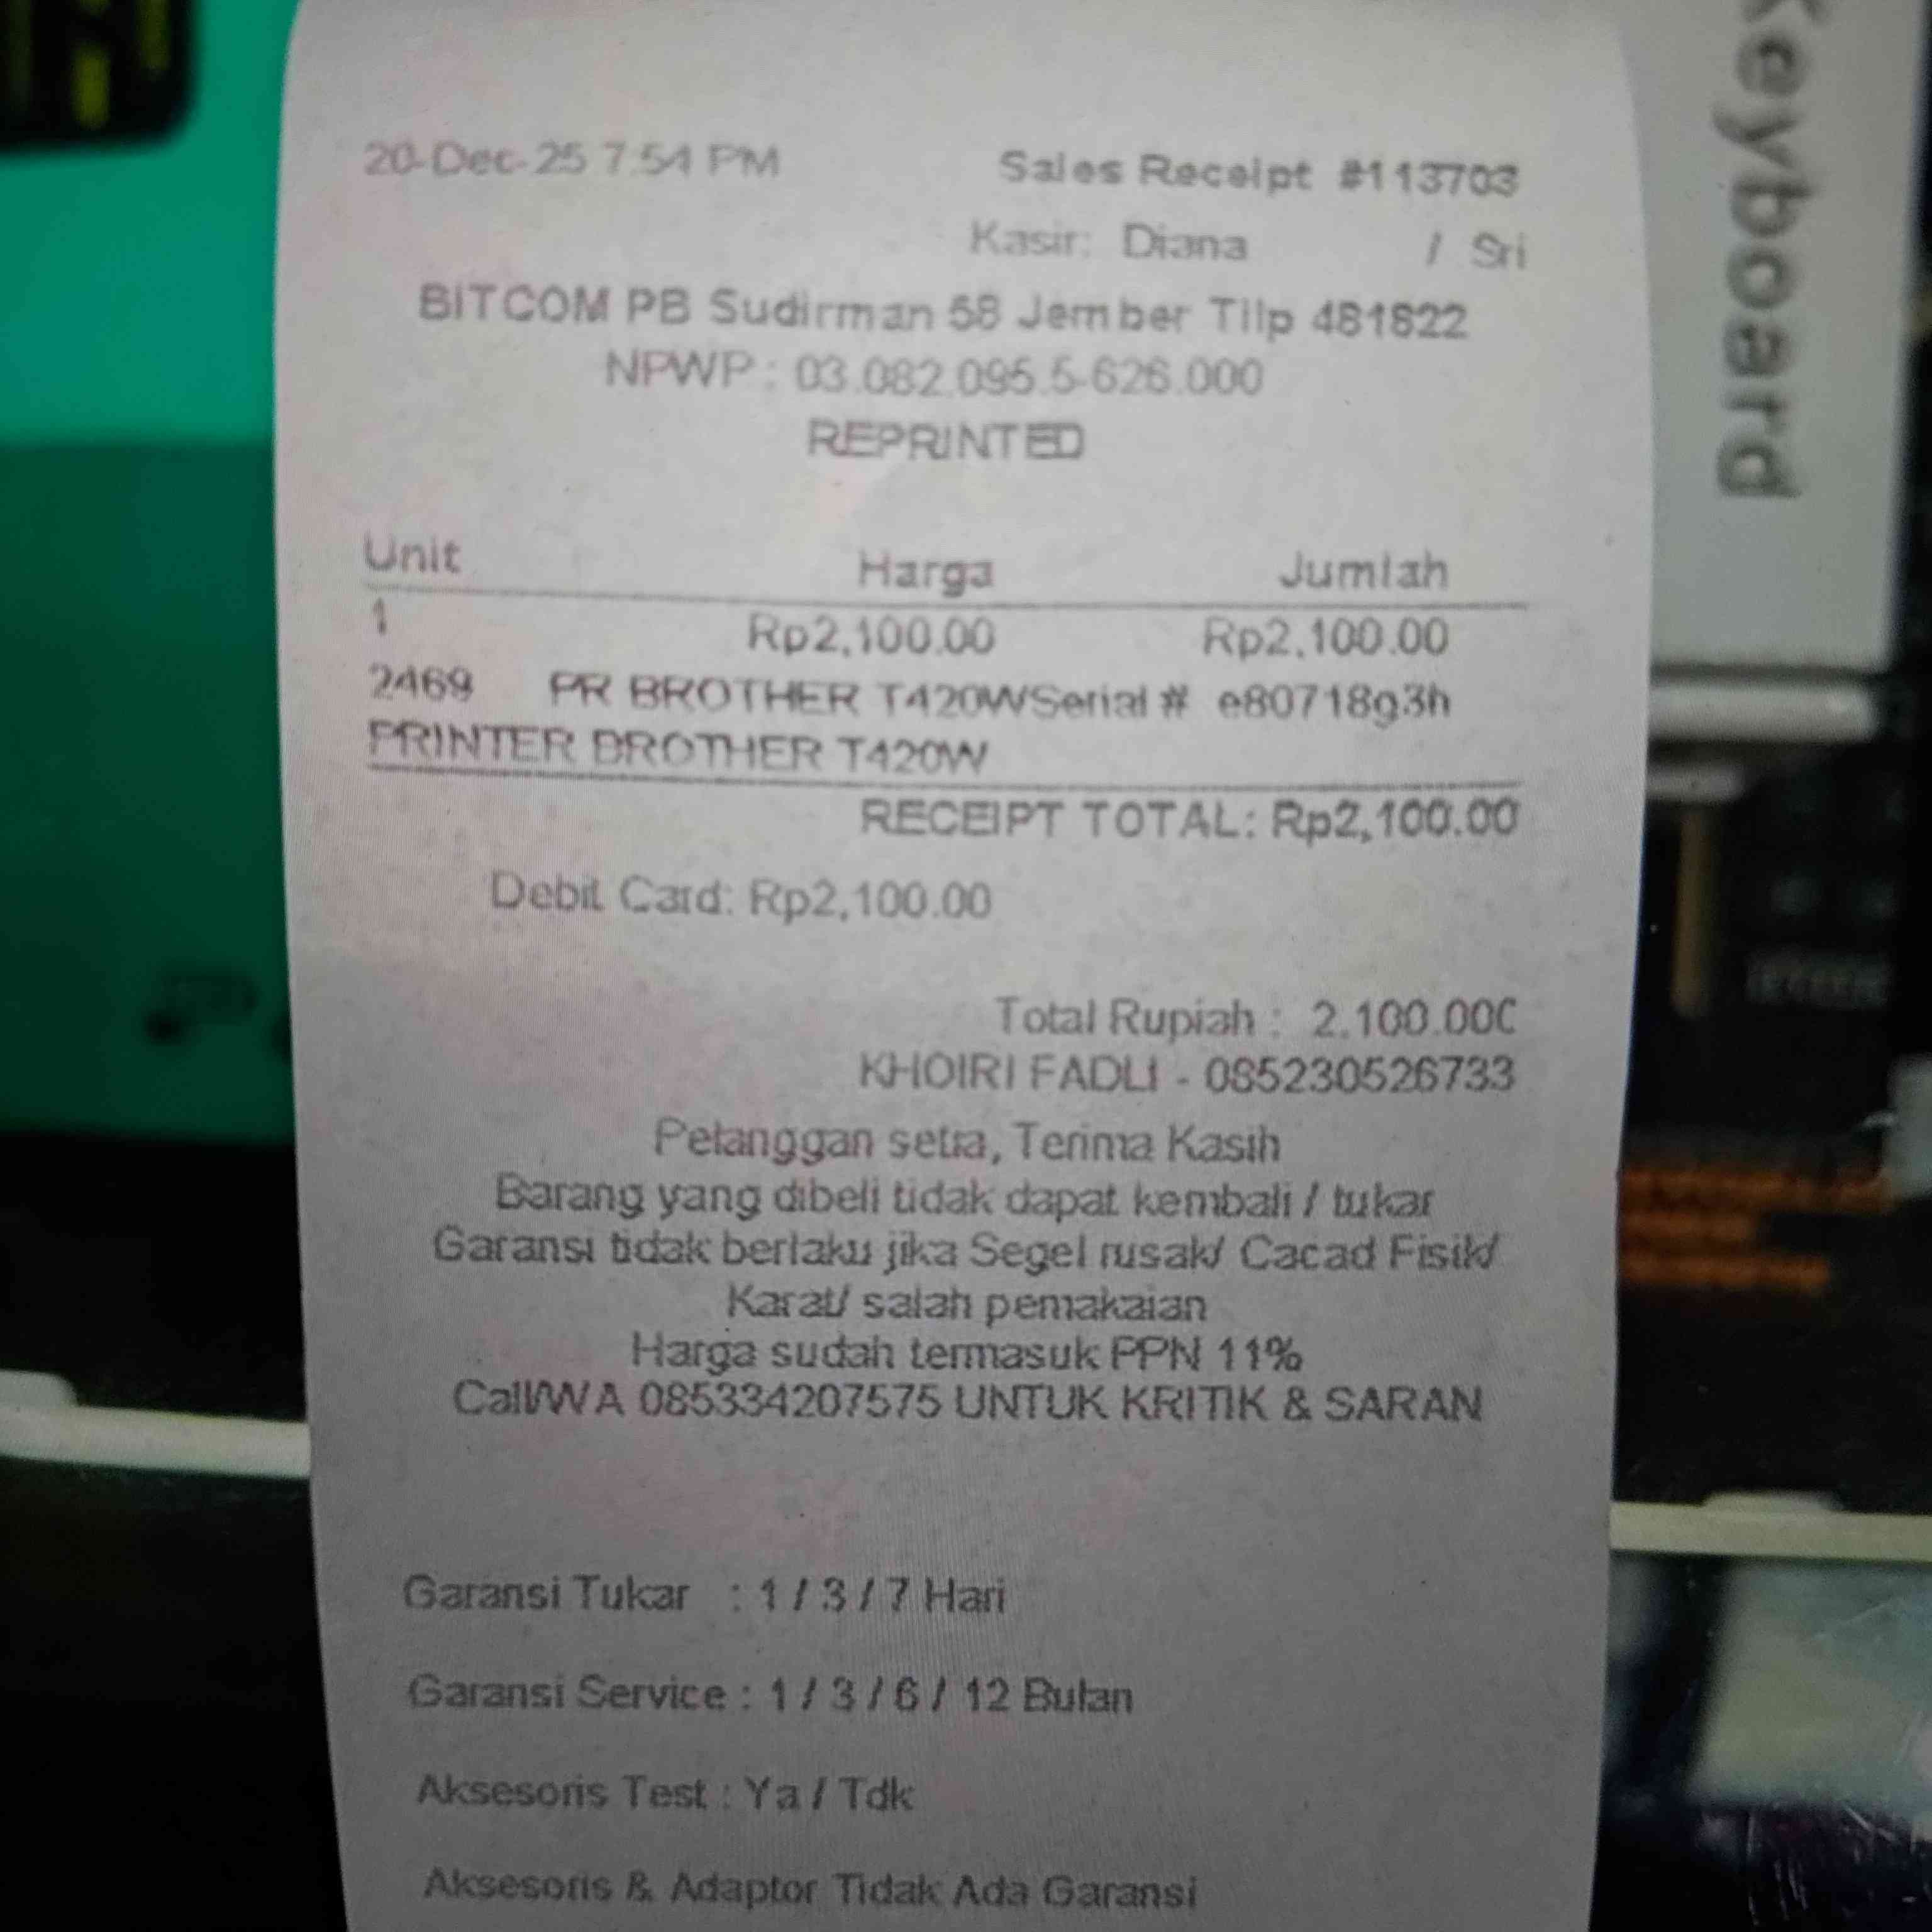 20-Dec-25 7:54 PM
Sales Receipt #113703
Kasir: Diana / Sri
BITCOM PB Sudirman 58 Jember Tilp 481822
NPWP : 03.082.095.5-626.000
REPRINTED
Unit Harga Jumlah
1 Rp2,100.00 Rp2,100.00
2469 PR BROTHER T420WSerial # e80718g3h
PRINTER BROTHER T420W
RECEIPT TOTAL: Rp2,100.00
Debit Card: Rp2,100.00
Total Rupiah : 2.100.000
KHOIRI FADLI - 085230526733
Pelanggan setia, Terima Kasih
Barang yang dibeli tidak dapat kembali / tukar
Garansi tidak berlaku jika Segel rusak/ Cacad Fisik/
Karat/ salah pemakaian
Harga sudah termasuk PPN 11%
Call/WA 085334207575 UNTUK KRITIK & SARAN
Garansi Tukar : 1 / 3 / 7 Hari
Garansi Service : 1 / 3 / 6 / 12 Bulan
Aksesoris Test : Ya / Tdk
Aksesoris & Adaptor Tidak Ada Garansi
Keyboard